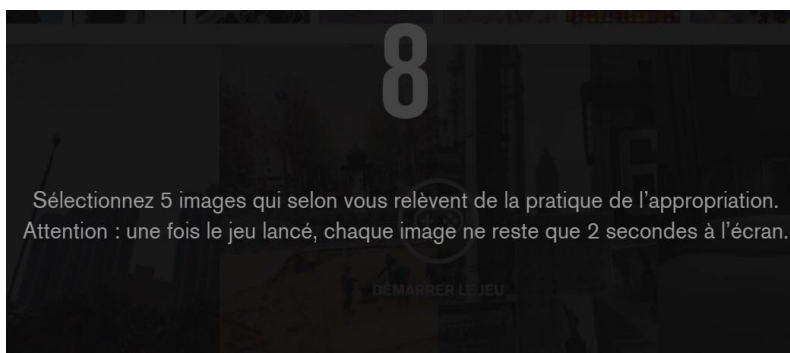 8
Sélectionnez 5 images qui selon vous relèvent de la pratique de l'appropriation.
Attention : une fois le jeu lancé, chaque image ne reste que 2 secondes à l'écran.
DÉMARRER LE JEU